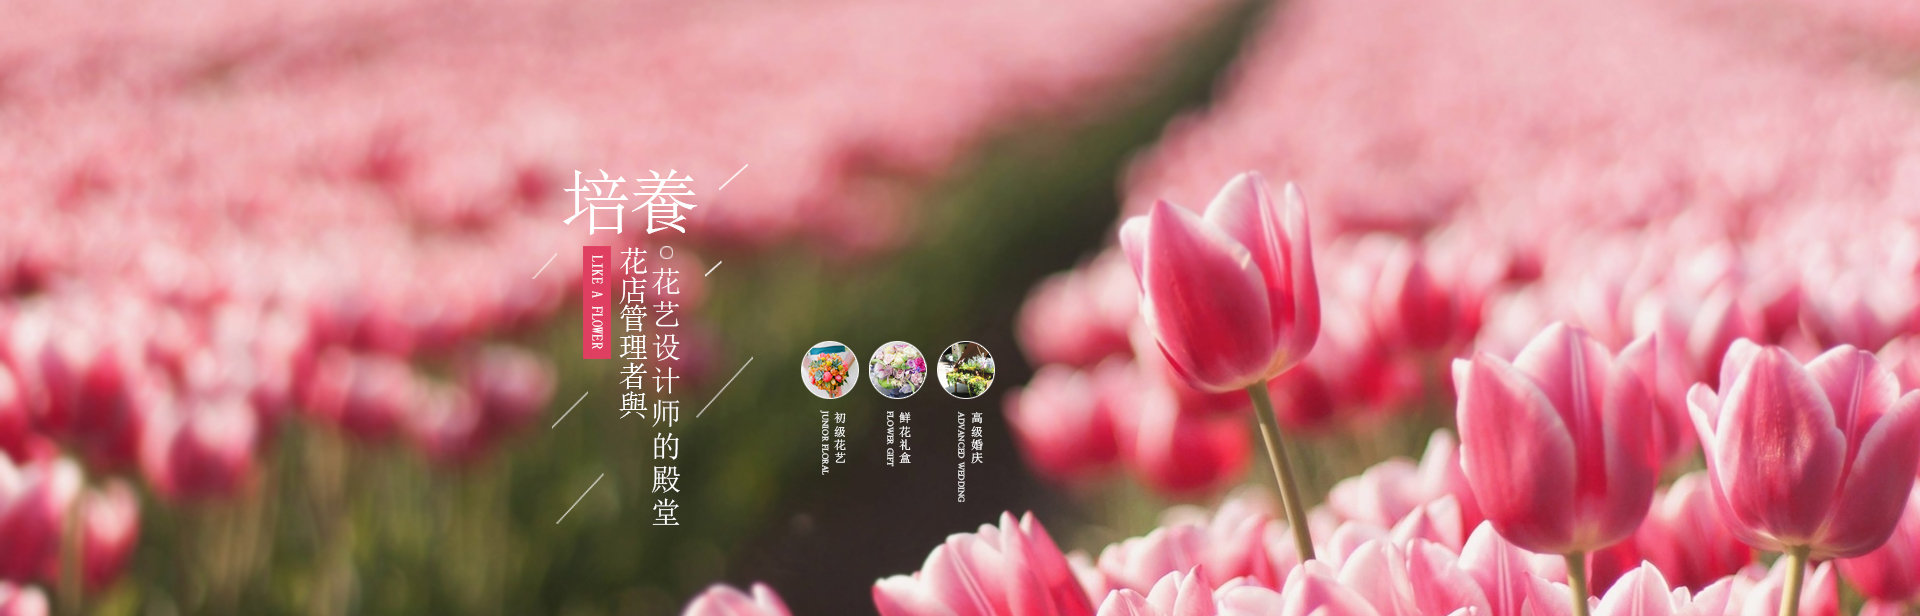 培養
花店管理者與
花艺设计师的殿堂
LIKE A FLOWER
初级花艺
JUNIOR FLORAL
鲜花礼盒
FLOWER GIFT
高级婚庆
ADVANCED WEDDING